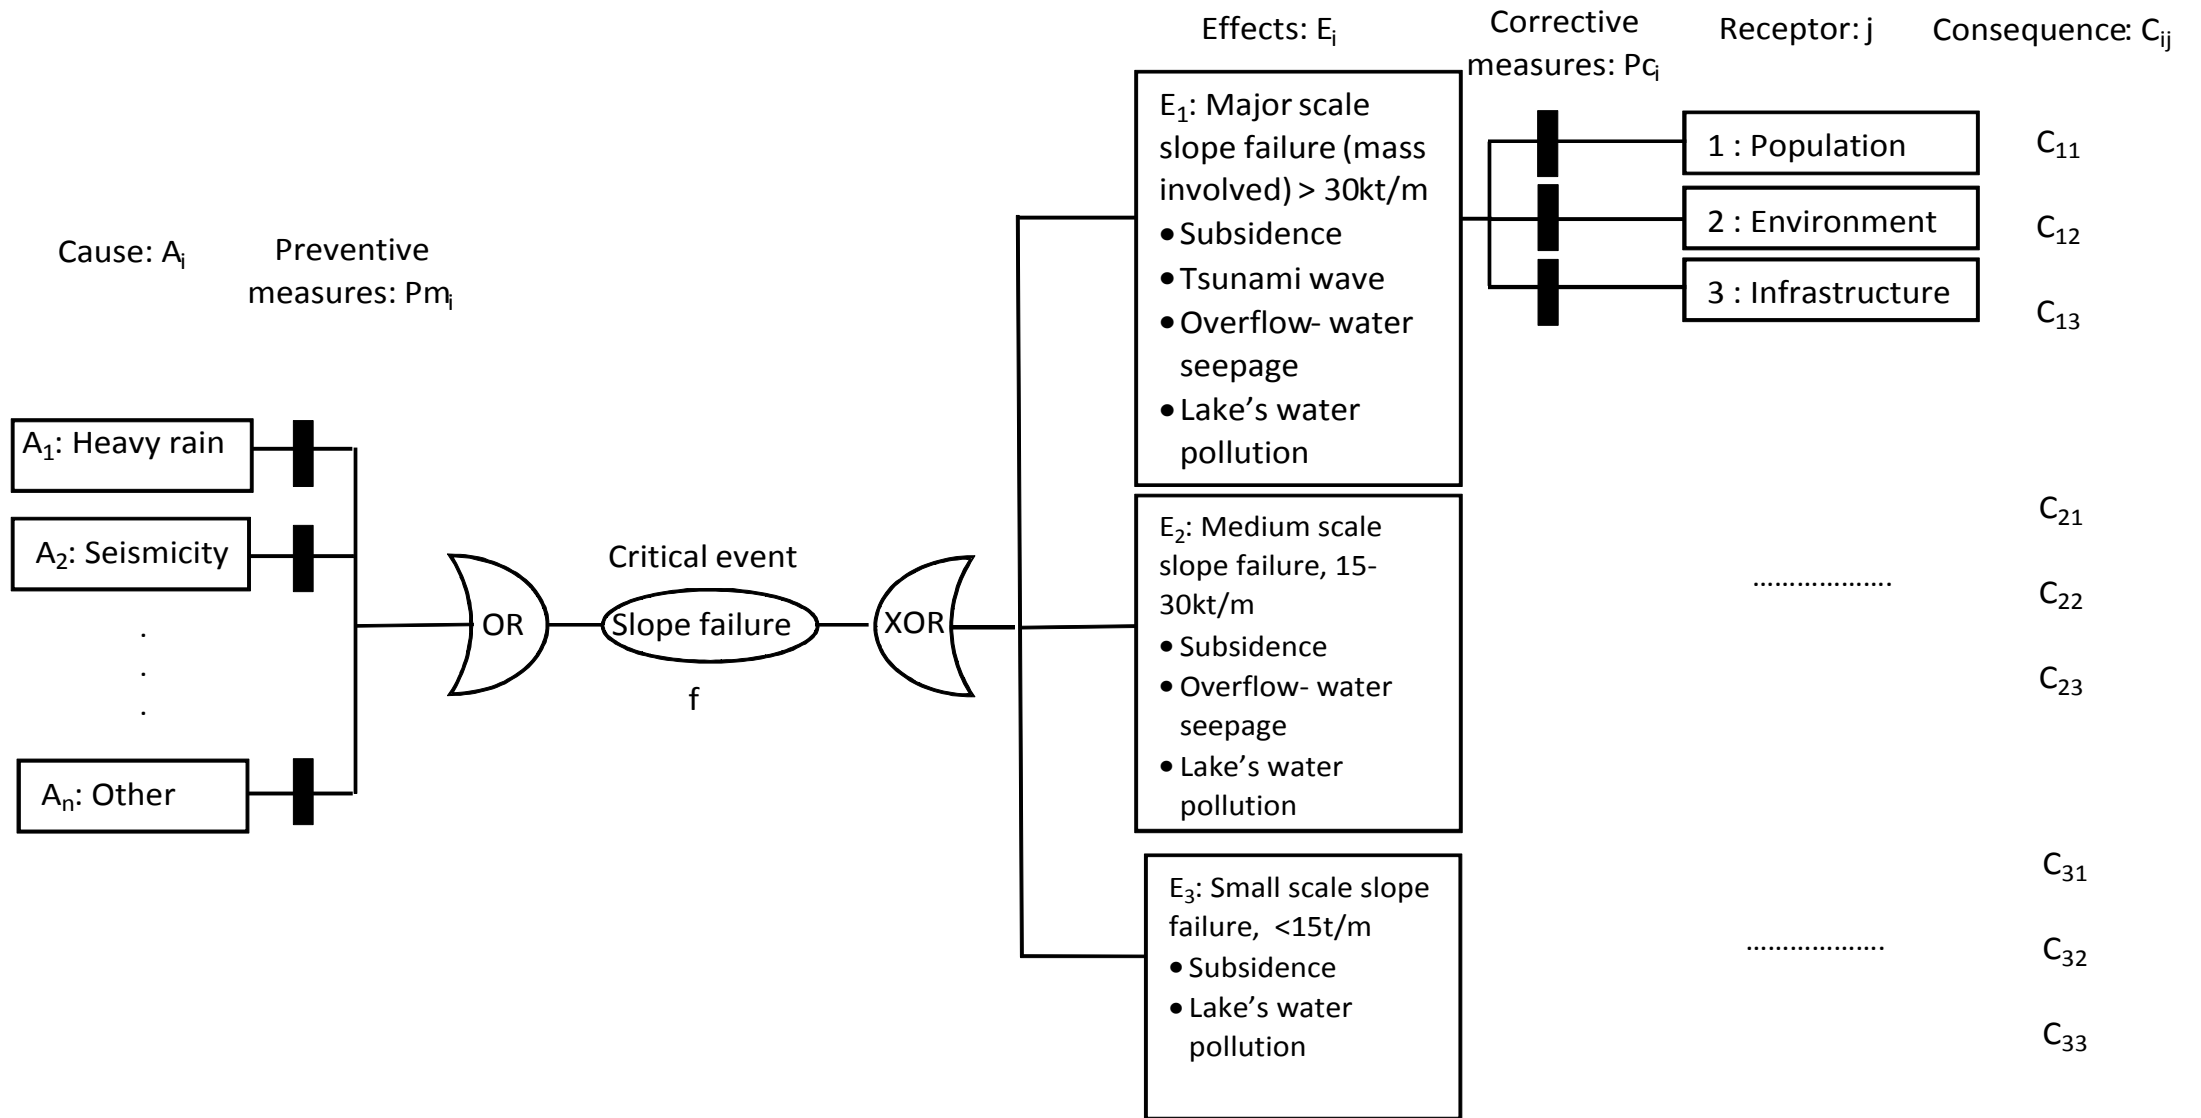 Effects: Eᵢ
Corrective
measures: Pcᵢ
Receptor: j
Consequence: Cᵢⱼ
Cause: Aᵢ
Preventive
measures: Pmᵢ
A₁: Heavy rain
A₂: Seismicity
.
.
.
Aₙ: Other
OR
Critical event
Slope failure
f
XOR
E₁: Major scale
slope failure (mass
involved) > 30kt/m
• Subsidence
• Tsunami wave
• Overflow- water
seepage
• Lake’s water
pollution
1 : Population
2 : Environment
3 : Infrastructure
C₁₁
C₁₂
C₁₃
E₂: Medium scale
slope failure, 15-
30kt/m
• Subsidence
• Overflow- water
seepage
• Lake’s water
pollution
……………….
C₂₁
C₂₂
C₂₃
E₃: Small scale slope
failure,  <15t/m
• Subsidence
• Lake’s water
pollution
……………….
C₃₁
C₃₂
C₃₃